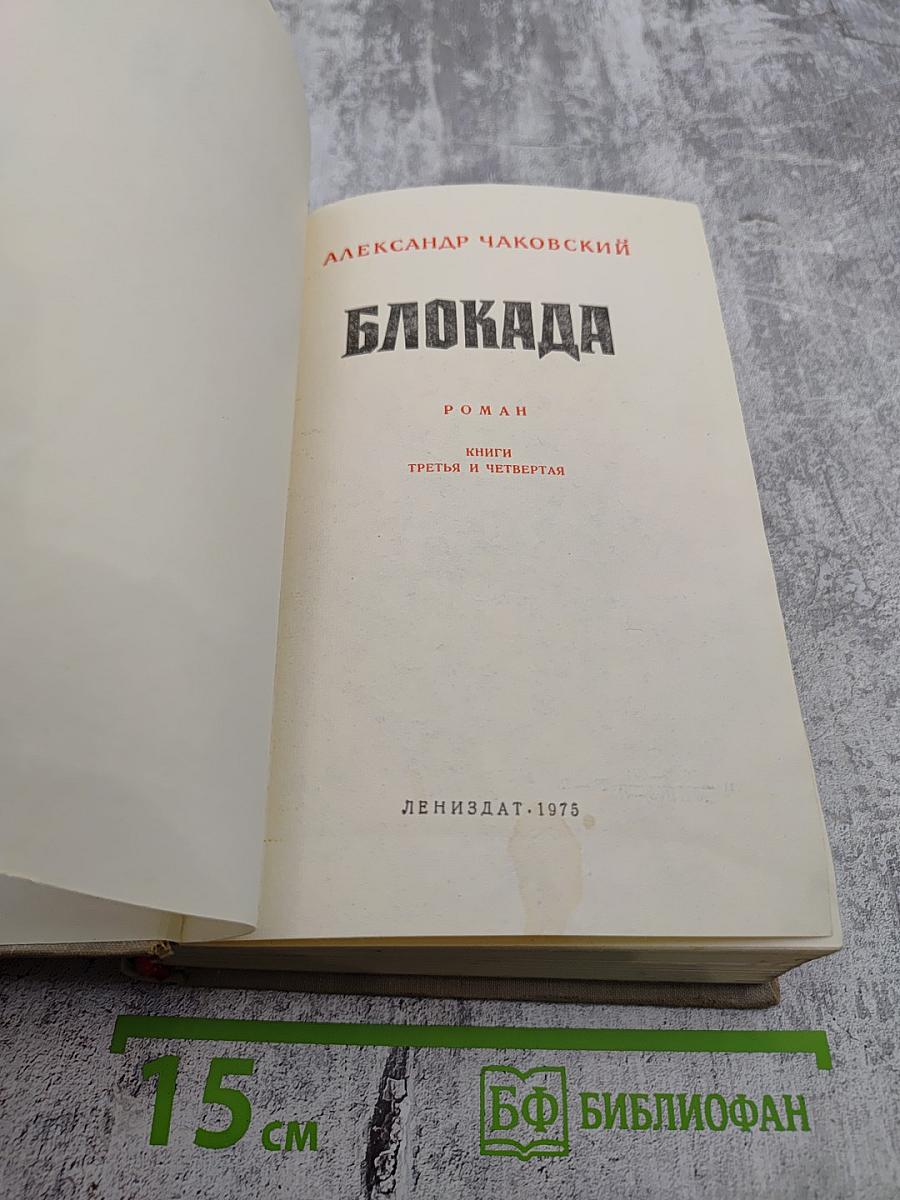 АЛЕКСАНДР ЧАКОВСКИЙ
БЛОКАДА
РОМАН
КНИГИ
ТРЕТЬЯ И ЧЕТВЕРТАЯ
ЛЕНИЗДАТ·1975
15 см
БФ БИБЛИОФАН